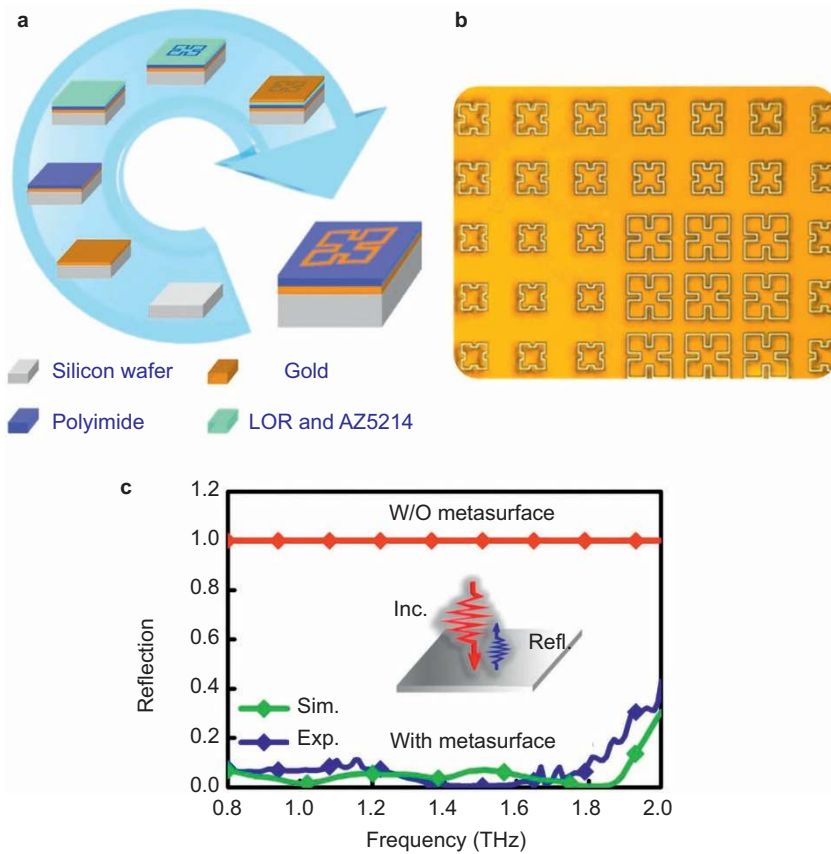 a
b
Silicon wafer
Gold
Polyimide
LOR and AZ5214
c
1.2
1.0
0.8
0.6
0.4
0.2
0.0
Reflection
W/O metasurface
Inc.
Refl.
Sim.
Exp.
With metasurface
0.8
1.0
1.2
1.4
1.6
1.8
2.0
Frequency (THz)